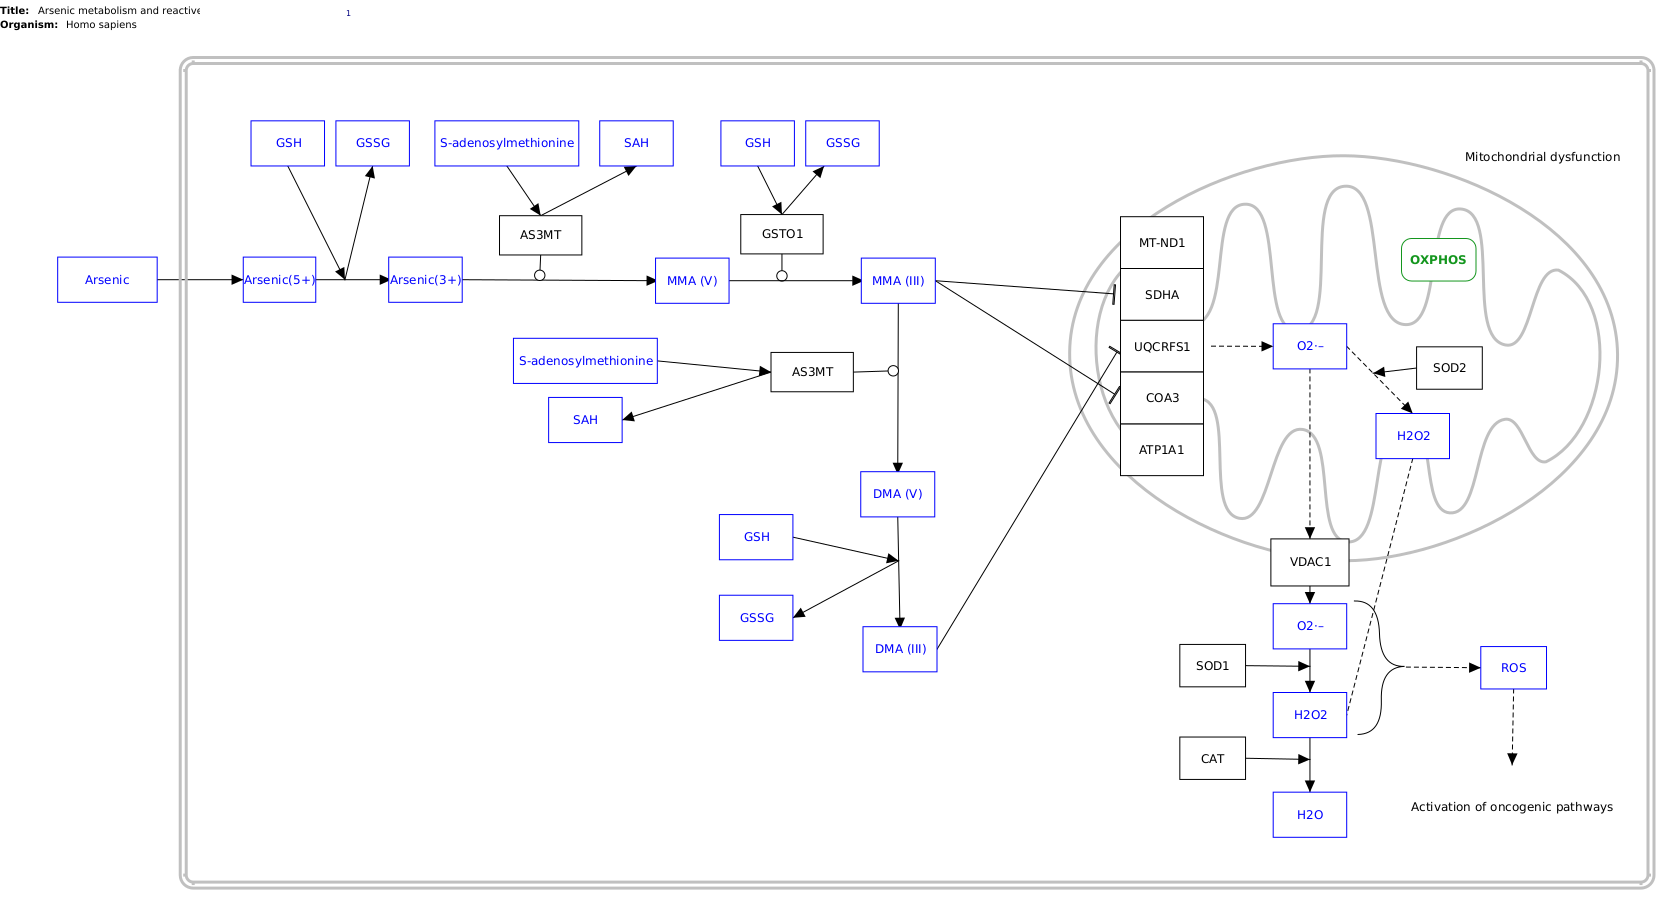 Title: Arsenic metabolism and reactive
1
Organism: Homo sapiens
GSH
GSSG
S-adenosylmethionine
SAH
GSH
GSSG
Mitochondrial dysfunction
AS3MT
GSTO1
MT-ND1
OXPHOS
Arsenic
Arsenic(5+)
Arsenic(3+)
MMA (V)
MMA (III)
SDHA
UQCRFS1
O2·–
S-adenosylmethionine
AS3MT
SOD2
COA3
SAH
H2O2
ATP1A1
DMA (V)
GSH
VDAC1
GSSG
O2·–
DMA (III)
SOD1
ROS
H2O2
CAT
Activation of oncogenic pathways
H2O